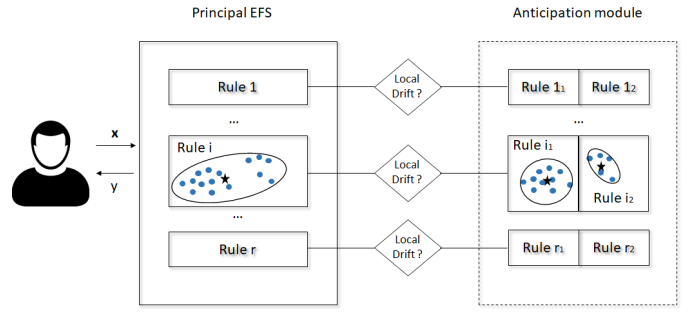 Principal EFS
Anticipation module
Rule 1
Local
Drift ?
Rule 1₁
Rule 1₂
...
...
x
y
Rule i
Local
Drift ?
Rule i₁
Rule i₂
...
Rule r
Local
Drift ?
Rule r₁
Rule r₂